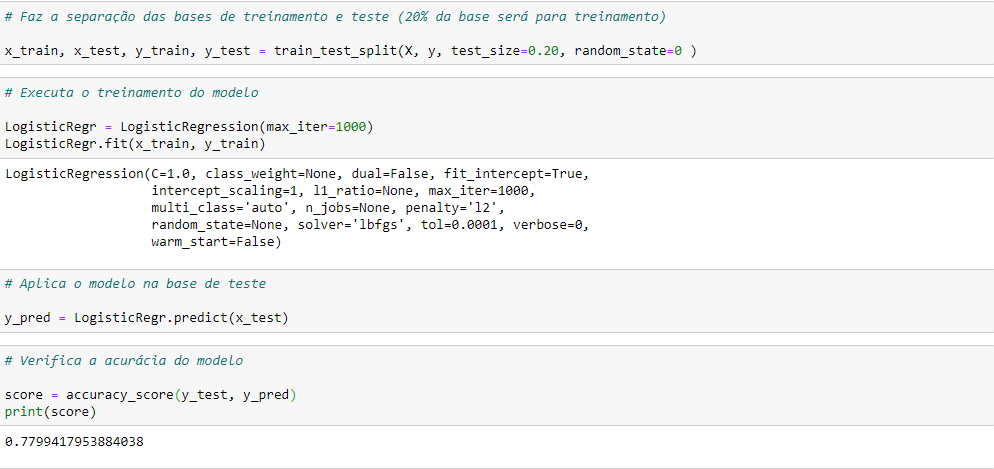 # Faz a separação das bases de treinamento e teste (20% da base será para treinamento)
x_train, x_test, y_train, y_test = train_test_split(X, y, test_size=0.20, random_state=0 )
# Executa o treinamento do modelo
LogisticRegr = LogisticRegression(max_iter=1000)
LogisticRegr.fit(x_train, y_train)
LogisticRegression(C=1.0, class_weight=None, dual=False, fit_intercept=True,
intercept_scaling=1, l1_ratio=None, max_iter=1000,
multi_class='auto', n_jobs=None, penalty='l2',
random_state=None, solver='lbfgs', tol=0.0001, verbose=0,
warm_start=False)
# Aplica o modelo na base de teste
y_pred = LogisticRegr.predict(x_test)
# Verifica a acurácia do modelo
score = accuracy_score(y_test, y_pred)
print(score)
0.7799417953884038